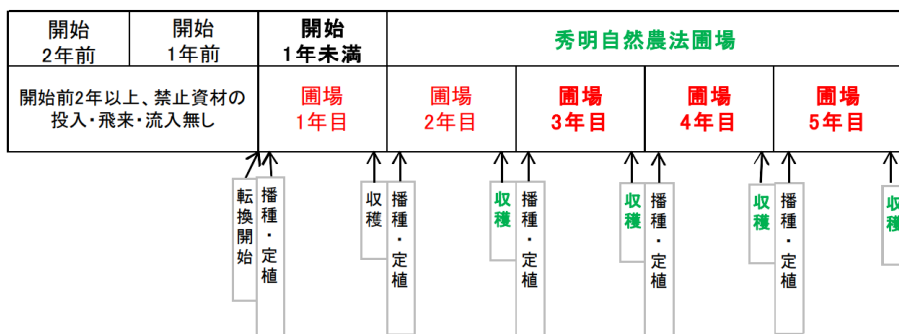 開始
2年前
開始
1年前
開始
1年未満
秀明自然農法圃場
開始前2年以上、禁止資材の
投入・飛来・流入無し
圃場
1年目
圃場
2年目
圃場
3年目
圃場
4年目
圃場
5年目
転換開始
播種・定植
収穫
播種・定植
収穫
播種・定植
収穫
播種・定植
収穫
播種・定植
収穫